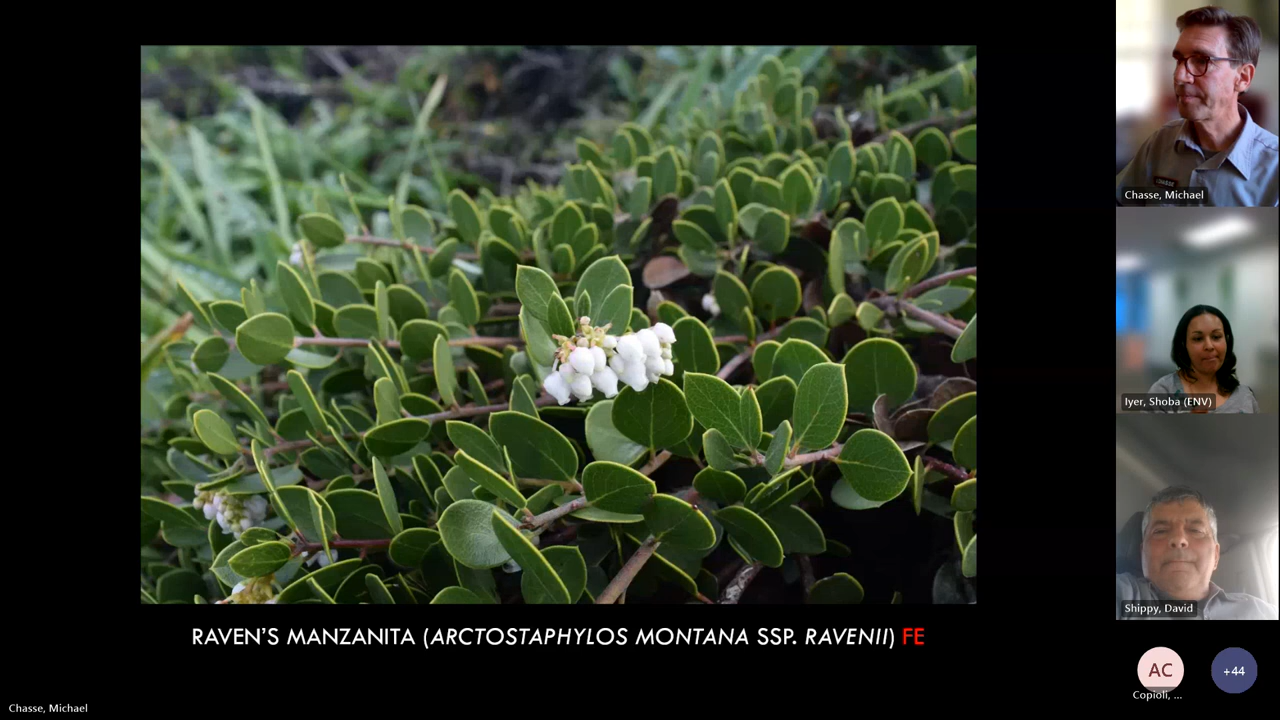 RAVEN'S MANZANITA (ARCTOSTAPHYLOS MONTANA SSP. RAVENII) FE
Chasse, Michael
Chasse, Michael
Iyer, Shoba (ENV)
Shippy, David
AC
Copioli, ...
+44